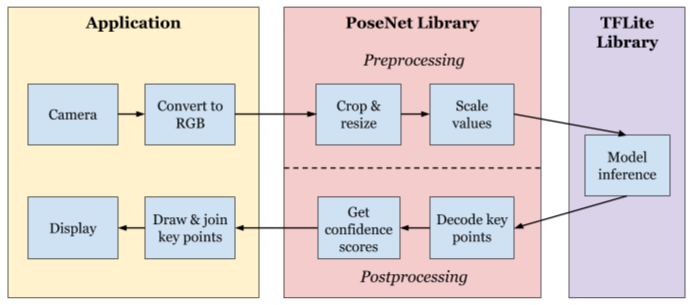 Application
PoseNet Library
TFLite
Library
Preprocessing
Camera
Convert to
RGB
Crop &
resize
Scale
values
Model
inference
Display
Draw & join
key points
Get
confidence
scores
Decode key
points
Postprocessing